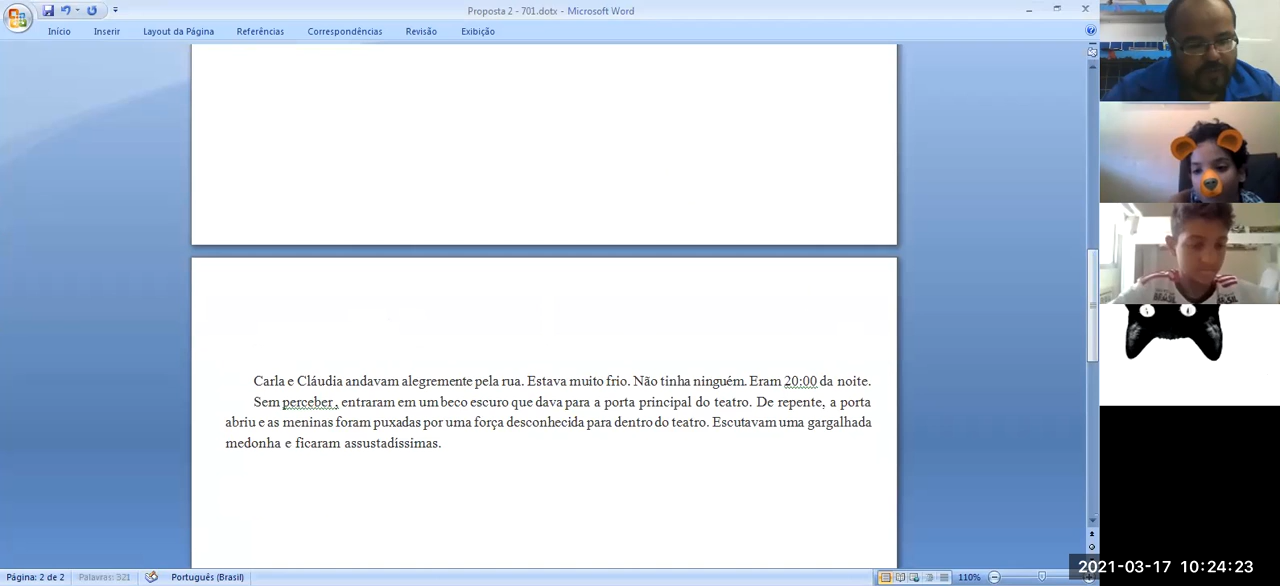 Proposta 2 - 701.dotx - Microsoft Word
Início Inserir Layout da Página Referências Correspondências Revisão Exibição
Carla e Cláudia andavam alegremente pela rua. Estava muito frio. Não tinha ninguém. Eram 20:00 da noite.
Sem perceber , entraram em um beco escuro que dava para a porta principal do teatro. De repente, a porta
abriu e as meninas foram puxadas por uma força desconhecida para dentro do teatro. Escutavam uma gargalhada
medonha e ficaram assustadíssimas.
Página: 2 de 2 Palavras: 321 Português (Brasil) 110%
2021-03-17 10:24:23